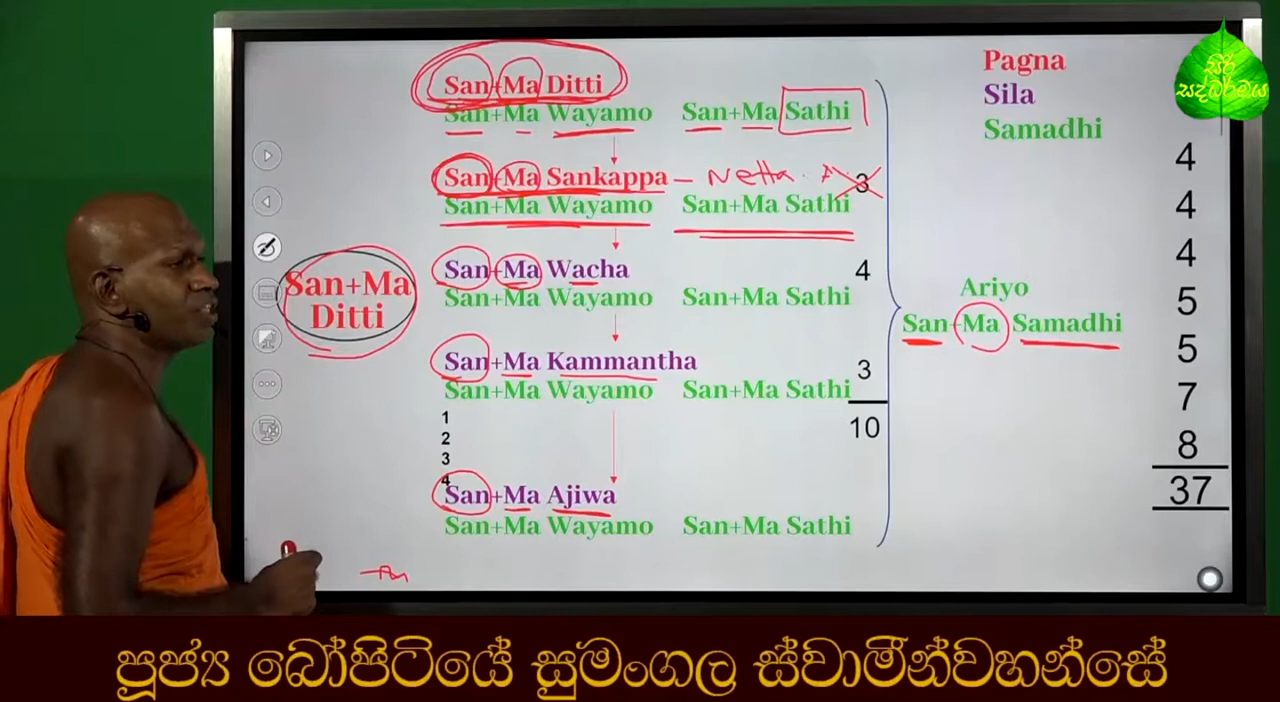 San+Ma Ditti
San+Ma Wayamo San+Ma Sathi
San+Ma Sankappa – Netta.
3
San+Ma Wayamo San+Ma Sathi
San+Ma Wacha
4
San+Ma Wayamo San+Ma Sathi
San+Ma Kammantha
3
San+Ma Wayamo San+Ma Sathi
10
1
2
3
4
San+Ma Ajiwa
San+Ma Wayamo San+Ma Sathi
San+Ma
Ditti
Ariyo
San+Ma Samadhi
Pagna
Sila
Samadhi
4
4
4
5
5
7
8
37
සිරි
සද්ධර්මය
පූජ්‍ය බෝපිටියේ සුමංගල ස්වාමීන්වහන්සේ